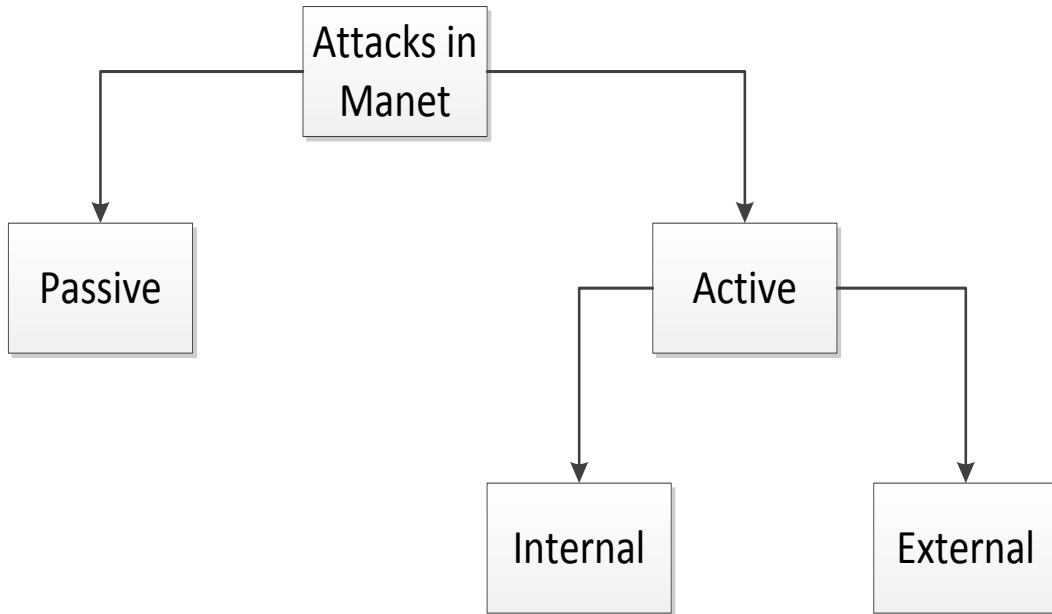 Attacks in
Manet
Passive
Active
Internal
External